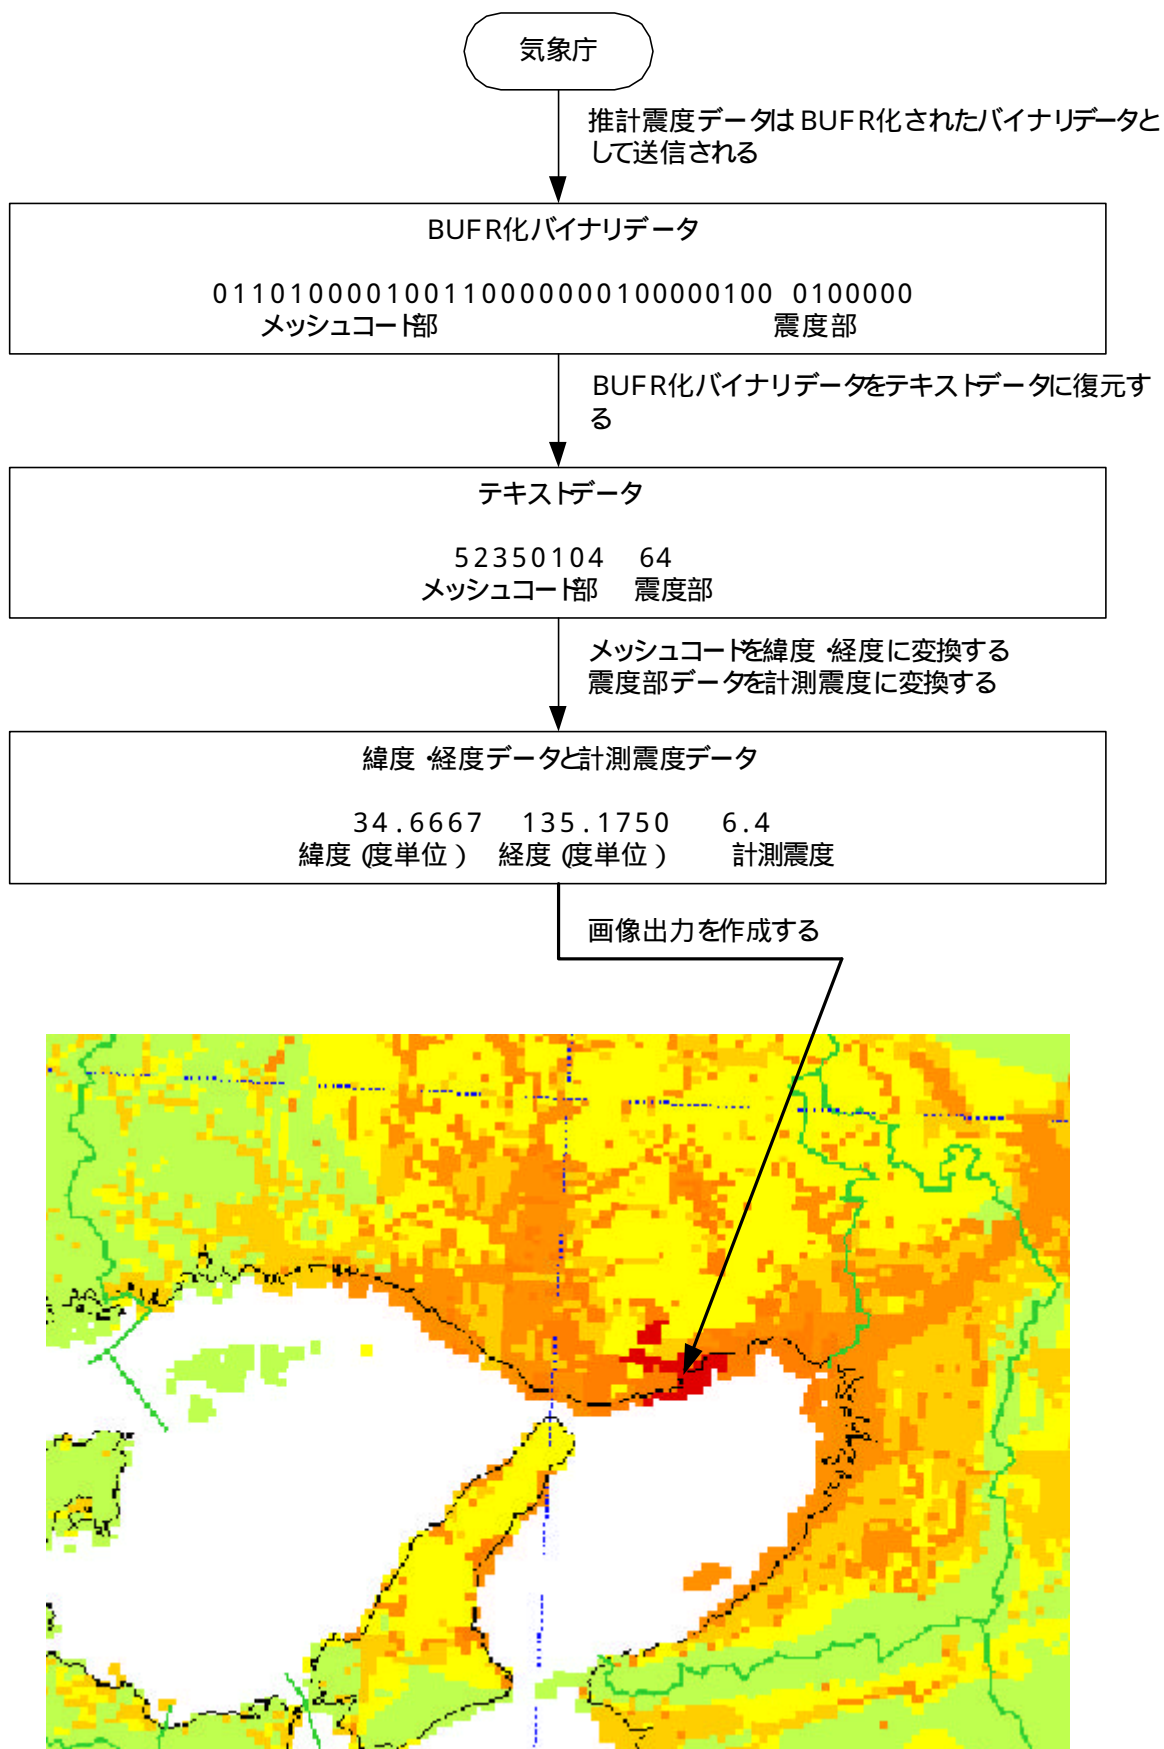 気象庁
推計震度データは BUFR化されたバイナリデータと
して送信される
BUFR化バイナリデータ
0110100001001100000000100000100 0100000
メッシュコード部 震度部
BUFR化バイナリデータをテキストデータに復元す
る
テキストデータ
52350104 64
メッシュコード部 震度部
メッシュコードを緯度・経度に変換する
震度部データを計測震度に変換する
緯度・経度データと計測震度データ
34.6667 135.1750 6.4
緯度(度単位) 経度(度単位) 計測震度
画像出力を作成する